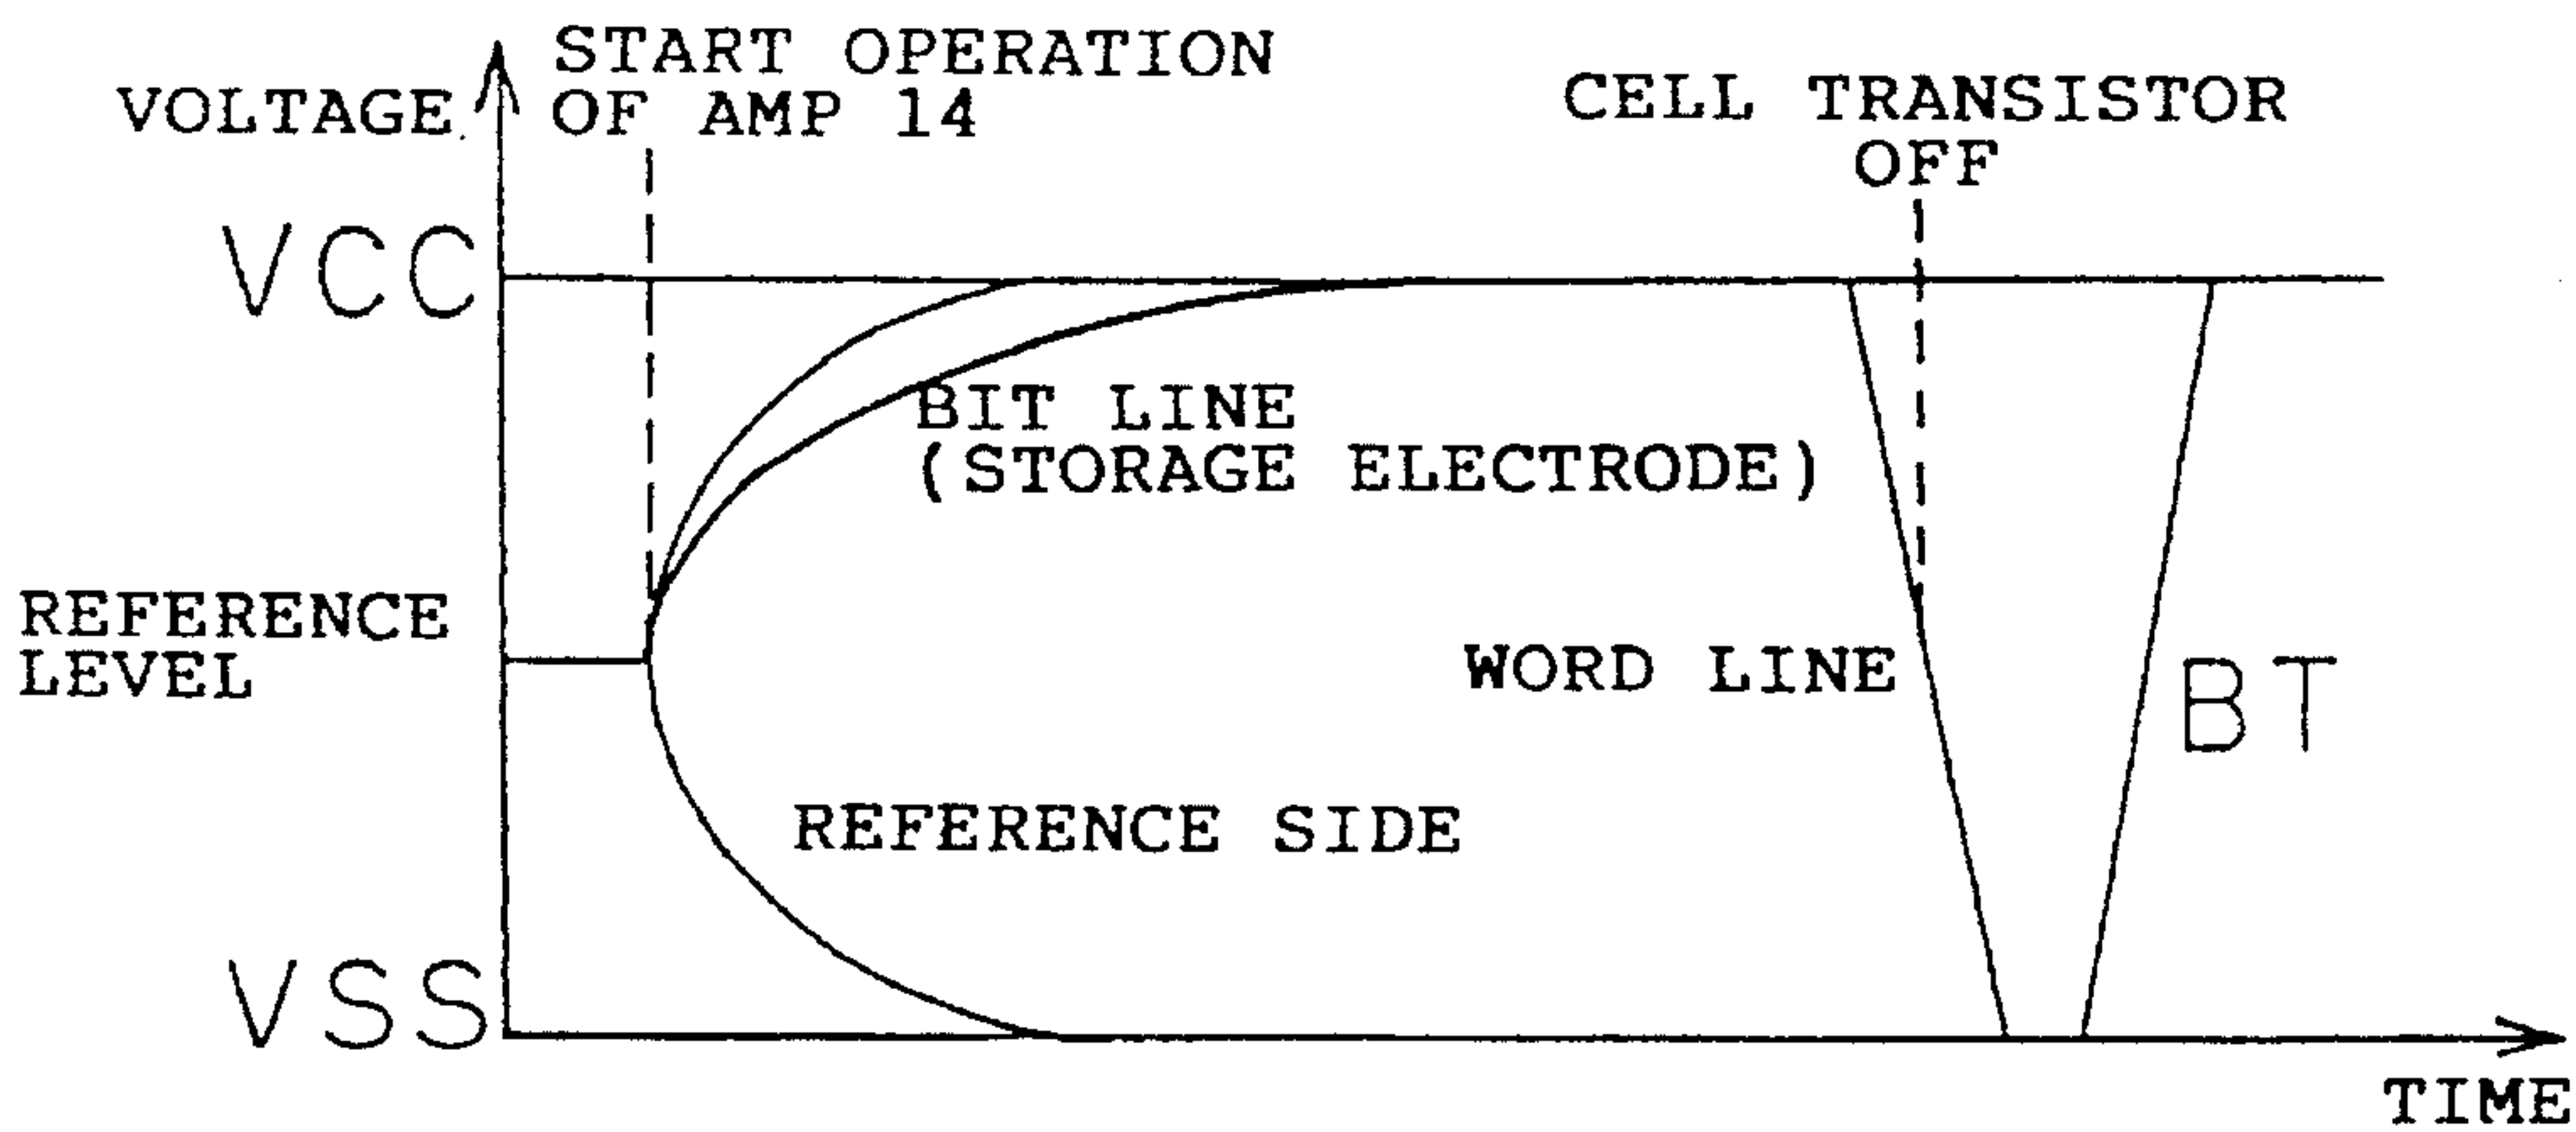 START OPERATION
OF AMP 14
VOLTAGE
CELL TRANSISTOR
OFF
VCC
BIT LINE
(STORAGE ELECTRODE)
REFERENCE
LEVEL
WORD LINE
BT
REFERENCE SIDE
VSS
TIME